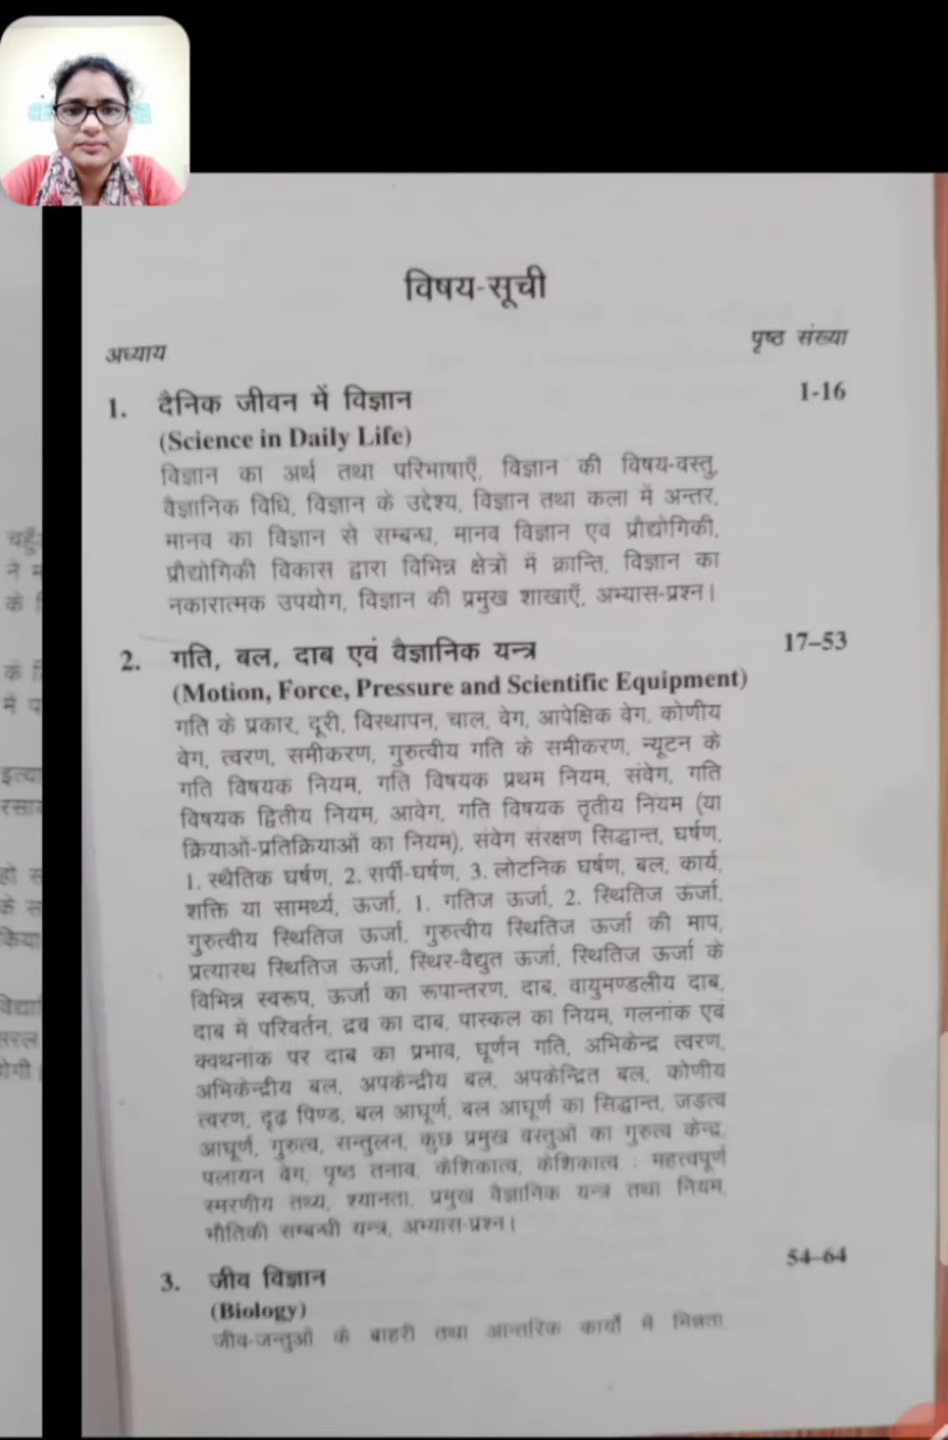 विषय-सूची
अध्याय
पृष्ठ संख्या
1. दैनिक जीवन में विज्ञान 1-16
(Science in Daily Life)
विज्ञान का अर्थ तथा परिभाषाएँ, विज्ञान की विषय-वस्तु,
वैज्ञानिक विधि, विज्ञान के उद्देश्य, विज्ञान तथा कला में अन्तर,
मानव का विज्ञान से सम्बन्ध, मानव विज्ञान एवं प्रौद्योगिकी,
प्रौद्योगिकी विकास द्वारा विभिन्न क्षेत्रों में क्रान्ति, विज्ञान का
नकारात्मक उपयोग, विज्ञान की प्रमुख शाखाएँ, अभ्यास-प्रश्न।
2. गति, बल, दाब एवं वैज्ञानिक यन्त्र 17–53
(Motion, Force, Pressure and Scientific Equipment)
गति के प्रकार, दूरी, विस्थापन, चाल, वेग, आपेक्षिक वेग, कोणीय
वेग, त्वरण, समीकरण, गुरुत्वीय गति के समीकरण, न्यूटन के
गति विषयक नियम, गति विषयक प्रथम नियम, संवेग, गति
विषयक द्वितीय नियम, आवेग, गति विषयक तृतीय नियम (या
क्रियाओं-प्रतिक्रियाओं का नियम), संवेग संरक्षण सिद्धान्त, घर्षण,
1. स्थैतिक घर्षण, 2. सर्पी-घर्षण, 3. लोटनिक घर्षण, बल, कार्य,
शक्ति या सामर्थ्य, ऊर्जा, 1. गतिज ऊर्जा, 2. स्थितिज ऊर्जा,
गुरुत्वीय स्थितिज ऊर्जा, गुरुत्वीय स्थितिज ऊर्जा की माप,
प्रत्यास्थ स्थितिज ऊर्जा, स्थिर-वैद्युत ऊर्जा, स्थितिज ऊर्जा के
विभिन्न स्वरूप, ऊर्जा का रूपान्तरण, दाब, वायुमण्डलीय दाब,
दाब में परिवर्तन, द्रव का दाब, पास्कल का नियम, गलनांक एवं
क्वथनांक पर दाब का प्रभाव, घूर्णन गति, अभिकेन्द्र त्वरण,
अभिकेन्द्रीय बल, अपकेन्द्रीय बल, अपकेन्द्रित बल, कोणीय
त्वरण, दृढ़ पिण्ड, बल आघूर्ण, बल आघूर्ण का सिद्धान्त, जड़त्व
आघूर्ण, गुरुत्व, सन्तुलन, कुछ प्रमुख वस्तुओं का गुरुत्व केन्द्र,
पलायन वेग, पृष्ठ तनाव, केशिकात्व, केशिकात्व : महत्त्वपूर्ण
स्मरणीय तथ्य, श्यानता, प्रमुख वैज्ञानिक यन्त्र तथा नियम,
भौतिकी सम्बन्धी यन्त्र, अभ्यास-प्रश्न।
3. जीव विज्ञान 54–64
(Biology)
जीव-जन्तुओं के बाहरी तथा आन्तरिक कार्यों में भिन्नता,